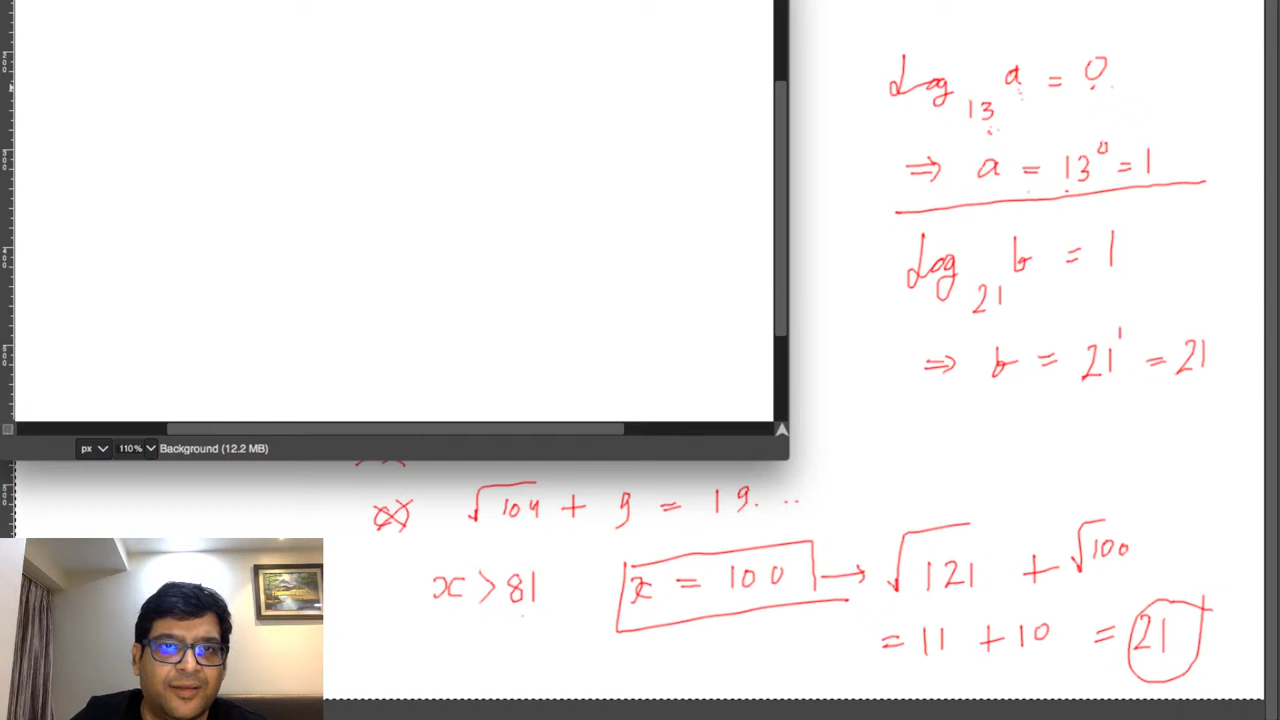 Log₁₃ a = 0
⇒ a = 13⁰ = 1
Log₂₁ b = 1
⇒ b = 21¹ = 21
px 110% Background (12.2 MB)
√104 + 9 = 19...
x > 81
x = 100 → √121 + √100
= 11 + 10 = 21